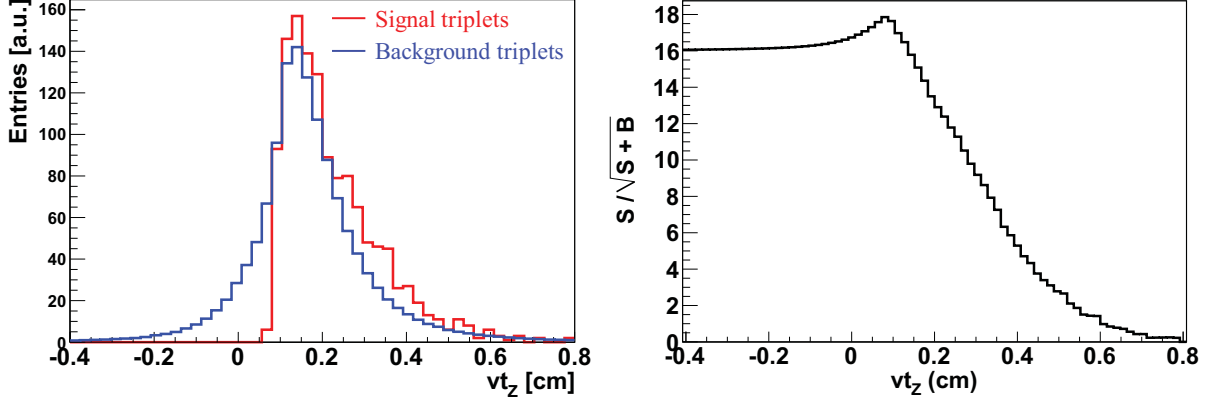 Entries [a.u.]
160
140
120
100
80
60
40
20
0
Signal triplets
Background triplets
-0.4 -0.2 0 0.2 0.4 0.6 0.8
vtZ [cm]
S /√S + B
18
16
14
12
10
8
6
4
2
0
-0.4 -0.2 0 0.2 0.4 0.6 0.8
vtZ (cm)